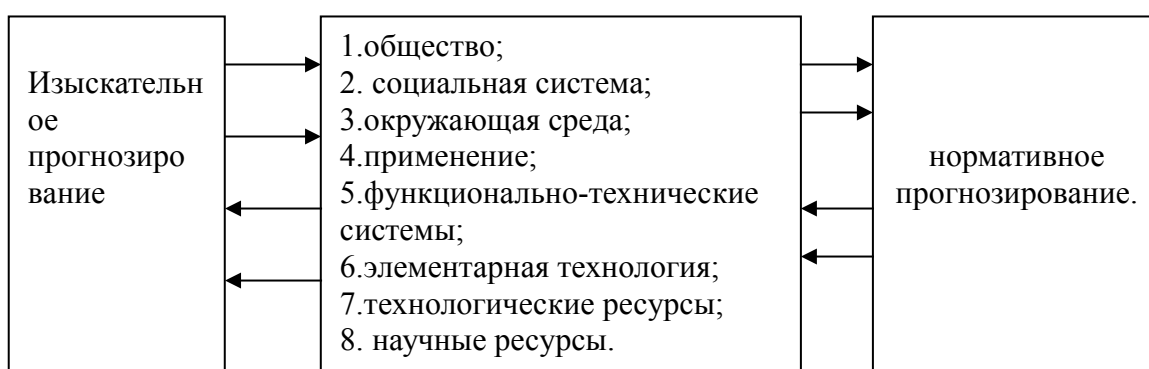 Изыскательн
ое
прогнозиро
вание
1.общество;
2. социальная система;
3.окружающая среда;
4.применение;
5.функционально-технические
системы;
6.элементарная технология;
7.технологические ресурсы;
8. научные ресурсы.
нормативное
прогнозирование.